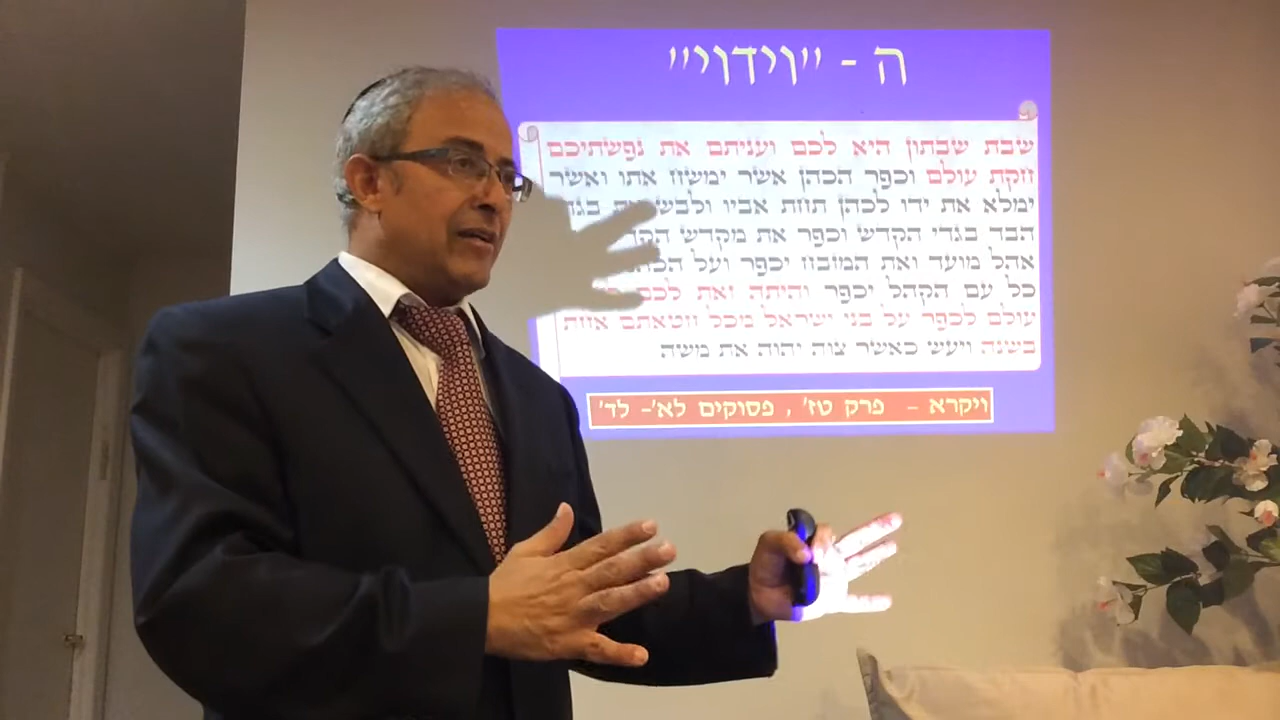 ה - "וידוי"
שבת שבתון היא לכם ועניתם את נפשתיכם
חקת עולם וכפר הכהן אשר ימשח אתו ואשר
ימלא את ידו לכהן תחת אביו ולבש
הבד בגדי הקדש וכפר את מקדש
אהל מועד ואת המזבח יכפר ועל
כל עם הקהל יכפר והיתה זאת לכם
עולם לכפר על בני ישראל מכל חטאתם אחת
בשנה ויעש כאשר צוה יהוה את משה
ויקרא – פרק טז', פסוקים לא'- לד'